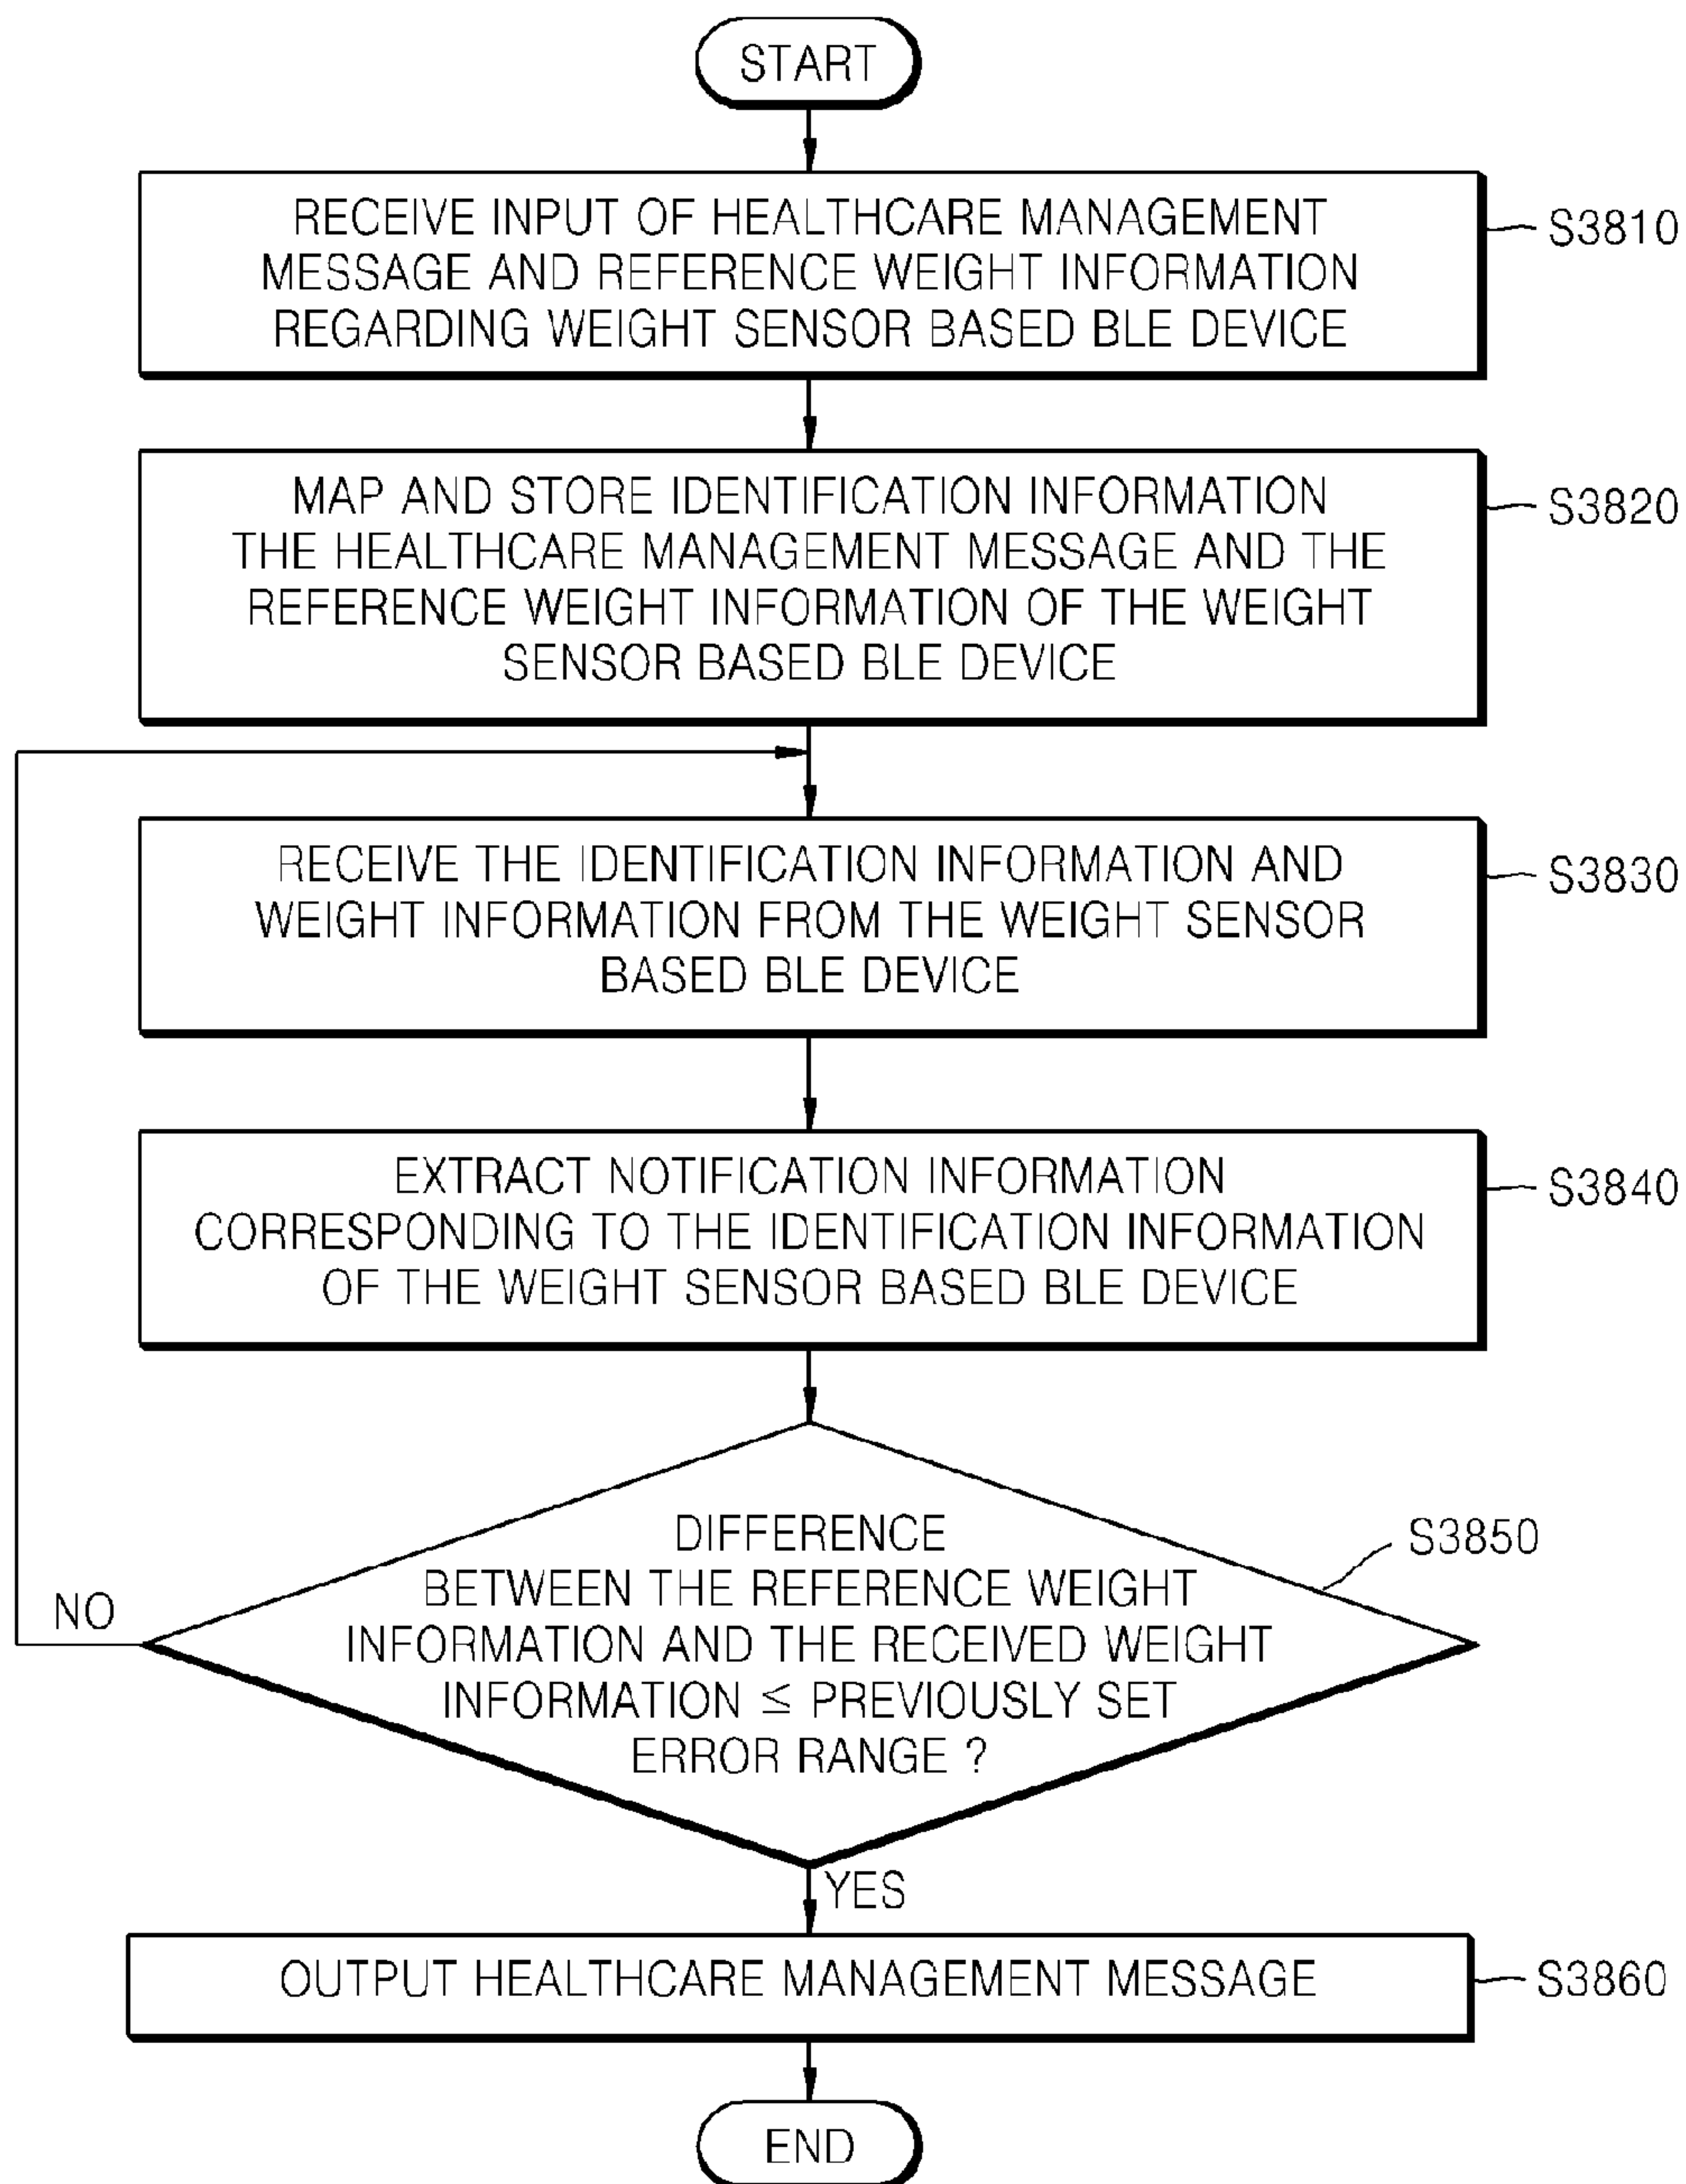 START
RECEIVE INPUT OF HEALTHCARE MANAGEMENT
MESSAGE AND REFERENCE WEIGHT INFORMATION
REGARDING WEIGHT SENSOR BASED BLE DEVICE
S3810
MAP AND STORE IDENTIFICATION INFORMATION
THE HEALTHCARE MANAGEMENT MESSAGE AND THE
REFERENCE WEIGHT INFORMATION OF THE WEIGHT
SENSOR BASED BLE DEVICE
S3820
RECEIVE THE IDENTIFICATION INFORMATION AND
WEIGHT INFORMATION FROM THE WEIGHT SENSOR
BASED BLE DEVICE
S3830
EXTRACT NOTIFICATION INFORMATION
CORRESPONDING TO THE IDENTIFICATION INFORMATION
OF THE WEIGHT SENSOR BASED BLE DEVICE
S3840
DIFFERENCE
BETWEEN THE REFERENCE WEIGHT
INFORMATION AND THE RECEIVED WEIGHT
INFORMATION ≤ PREVIOUSLY SET
ERROR RANGE ?
S3850
NO
YES
OUTPUT HEALTHCARE MANAGEMENT MESSAGE
S3860
END